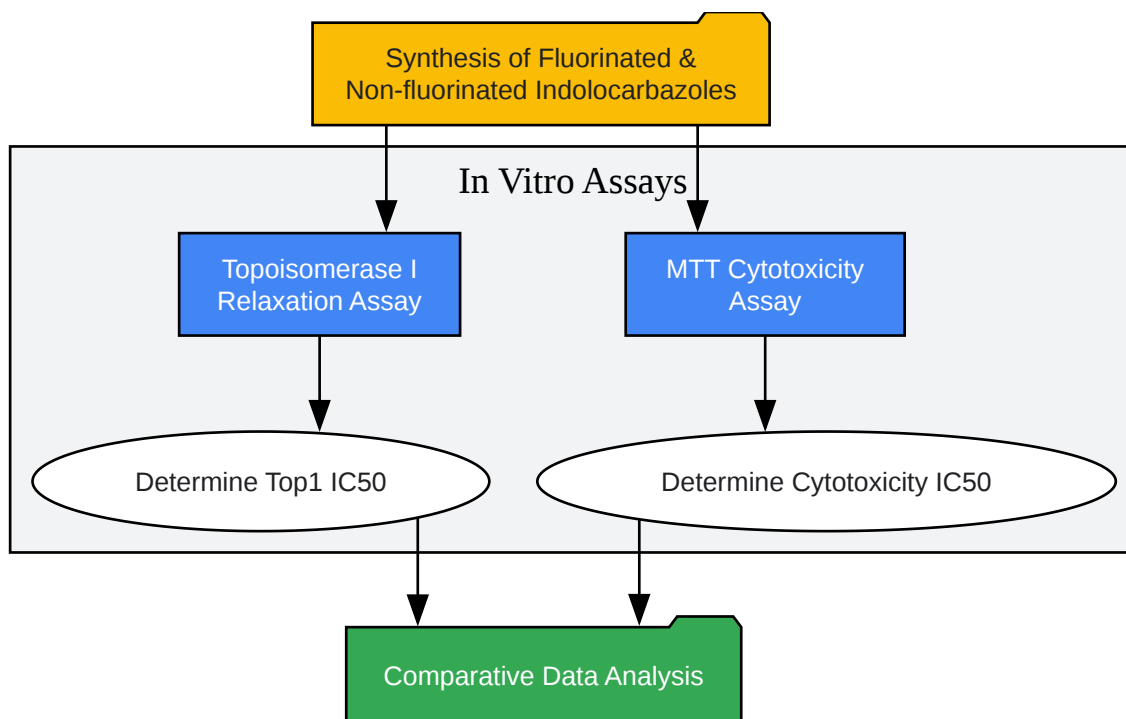 Synthesis of Fluorinated &
Non-fluorinated Indolocarbazoles
In Vitro Assays
Topoisomerase I
Relaxation Assay
MTT Cytotoxicity
Assay
Determine Top1 IC50
Determine Cytotoxicity IC50
Comparative Data Analysis